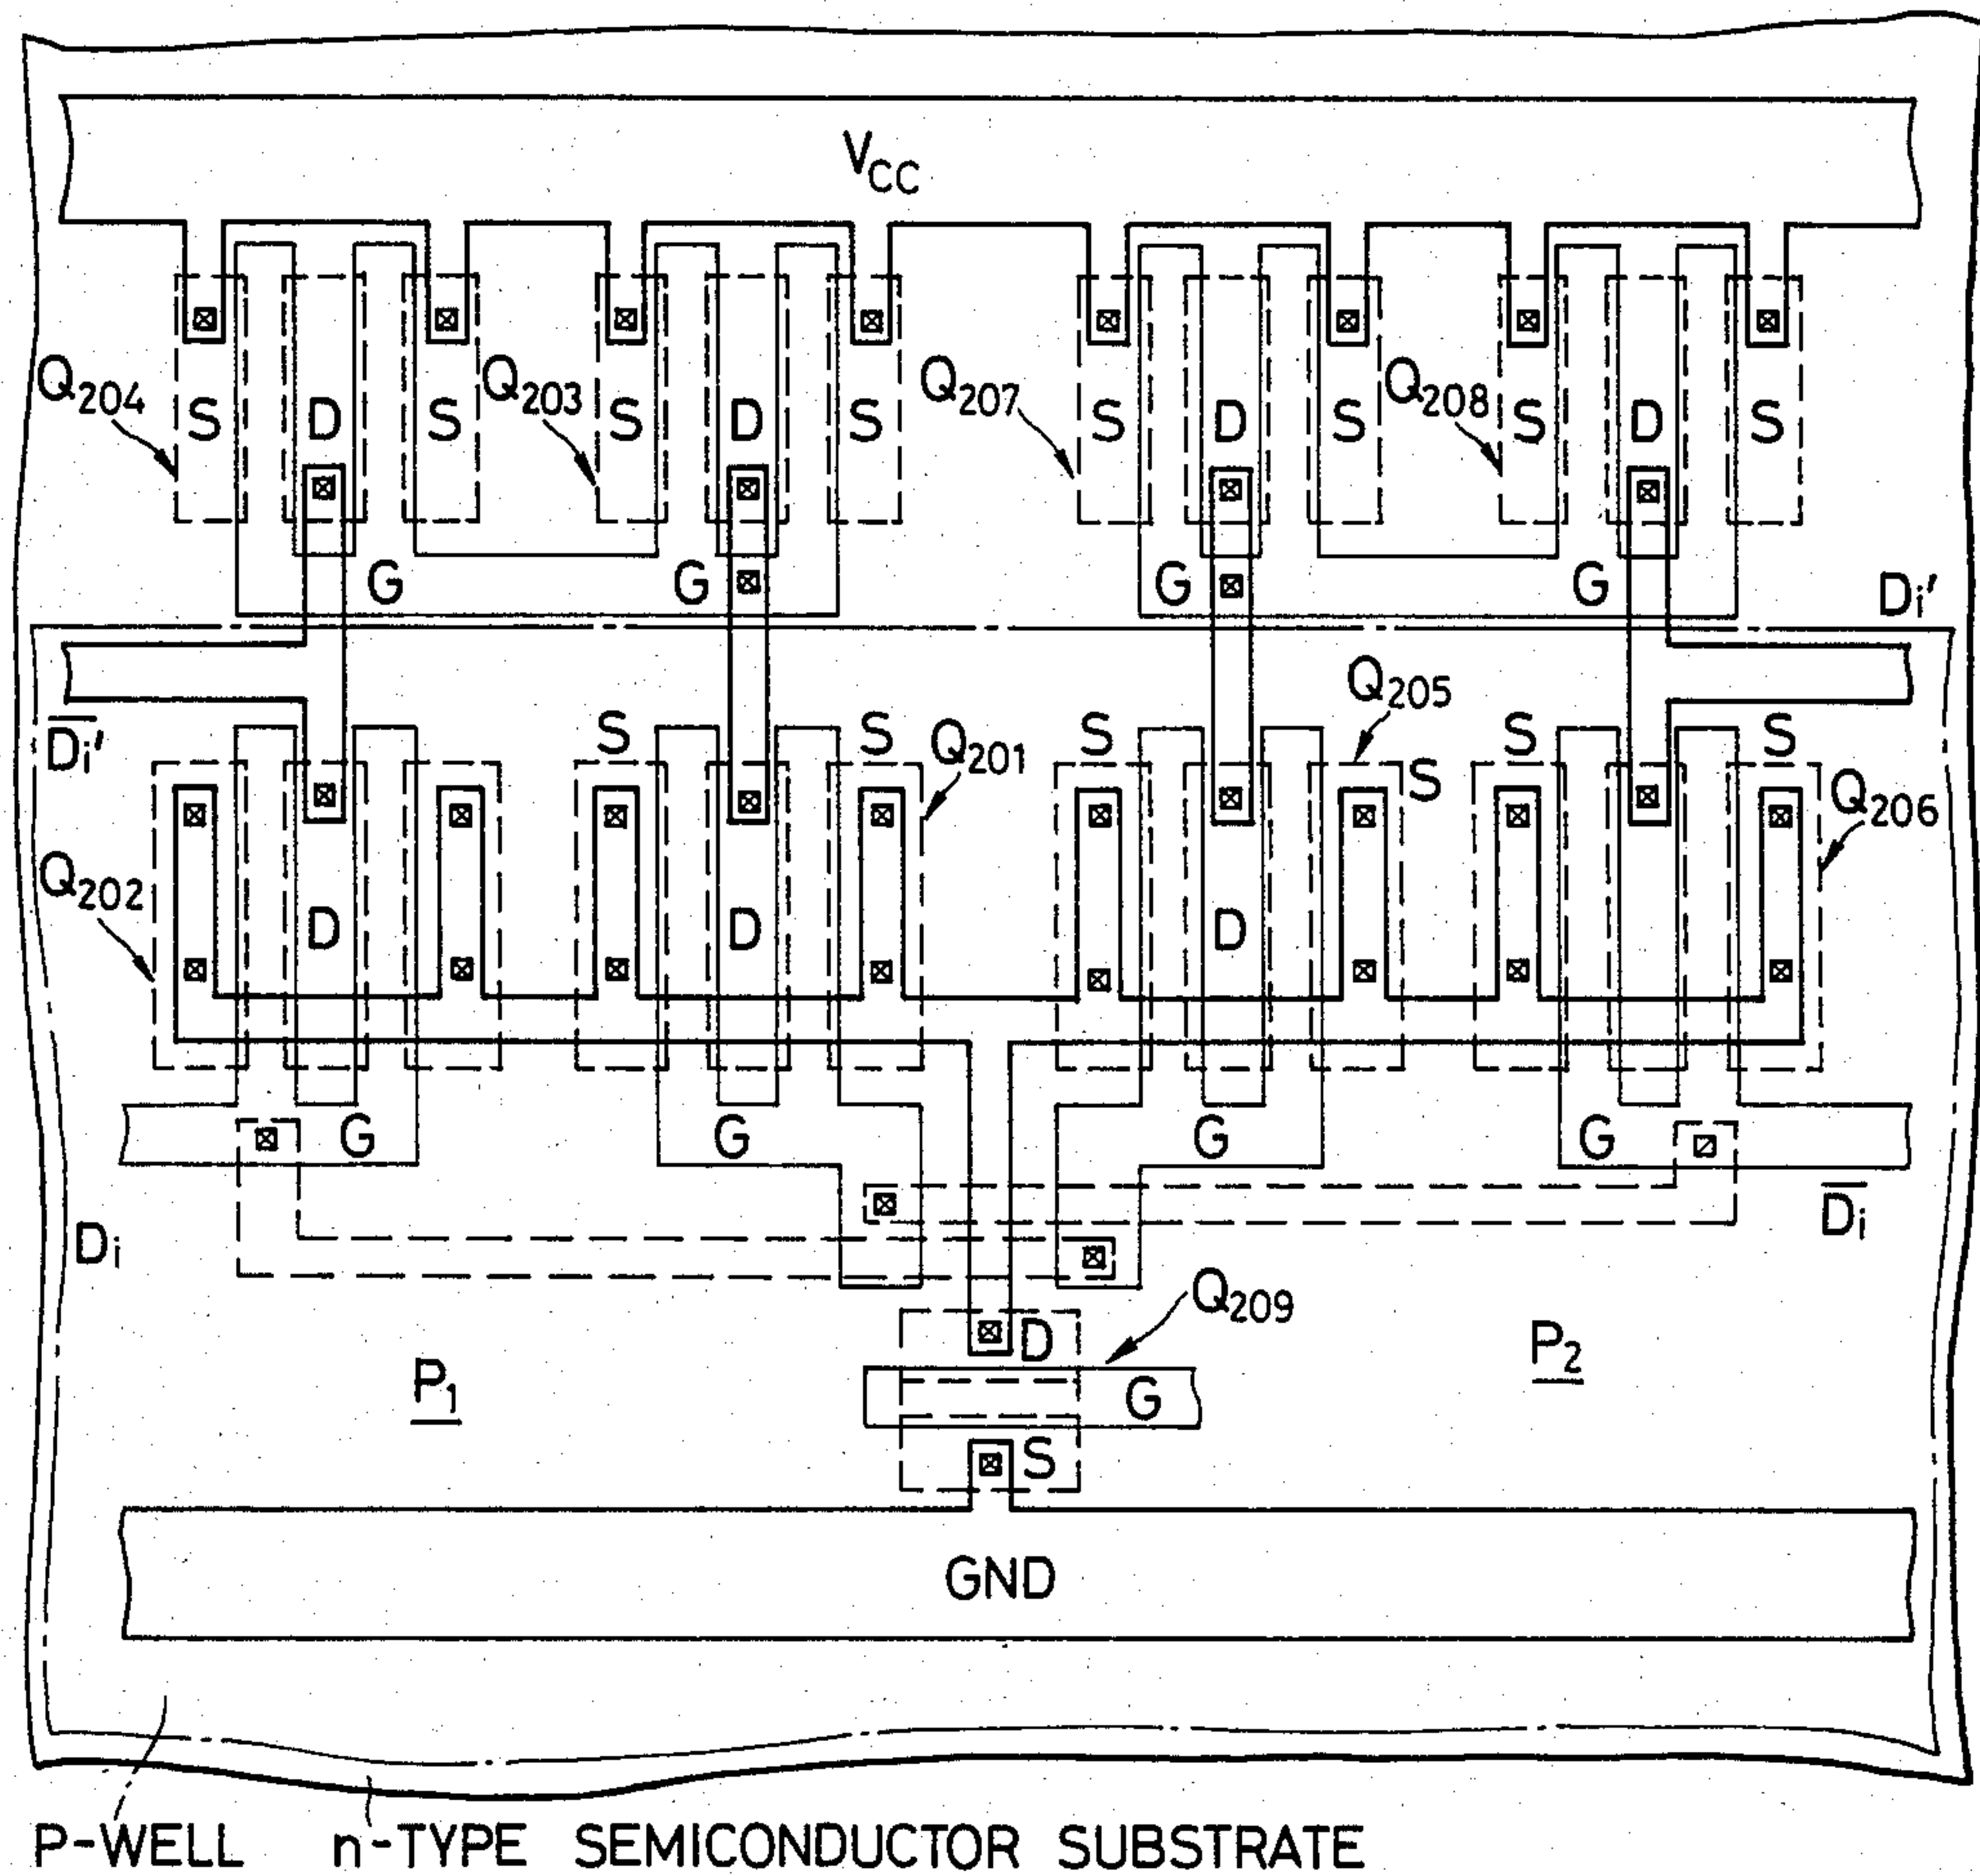 VCC
Q204 S D S Q203 S D S Q207 S D S Q208 S D S
G G G G Di'
Q205
Di' S S Q201 S S S S
Q202 D D D Q206
G G G G
Di Di
Q209
D
P1 G P2
S
GND
P-WELL n-TYPE SEMICONDUCTOR SUBSTRATE